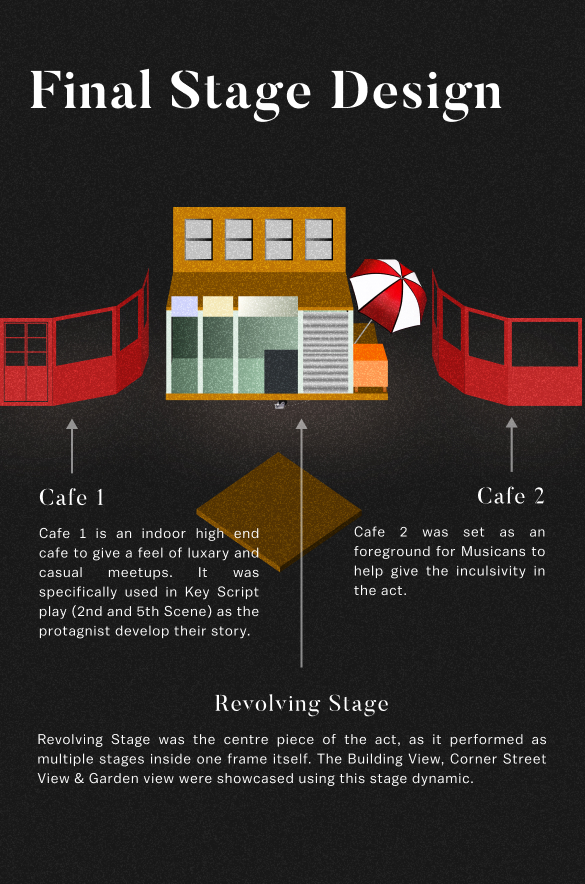 Final Stage Design
Cafe 1
Cafe 1 is an indoor high end
cafe to give a feel of luxary and
casual meetups. It was
specifically used in Key Script
play (2nd and 5th Scene) as the
protagnist develop their story.
Cafe 2
Cafe 2 was set as an
foreground for Musicans to
help give the inculsivity in
the act.
Revolving Stage
Revolving Stage was the centre piece of the act, as it performed as
multiple stages inside one frame itself. The Building View, Corner Street
View & Garden view were showcased using this stage dynamic.